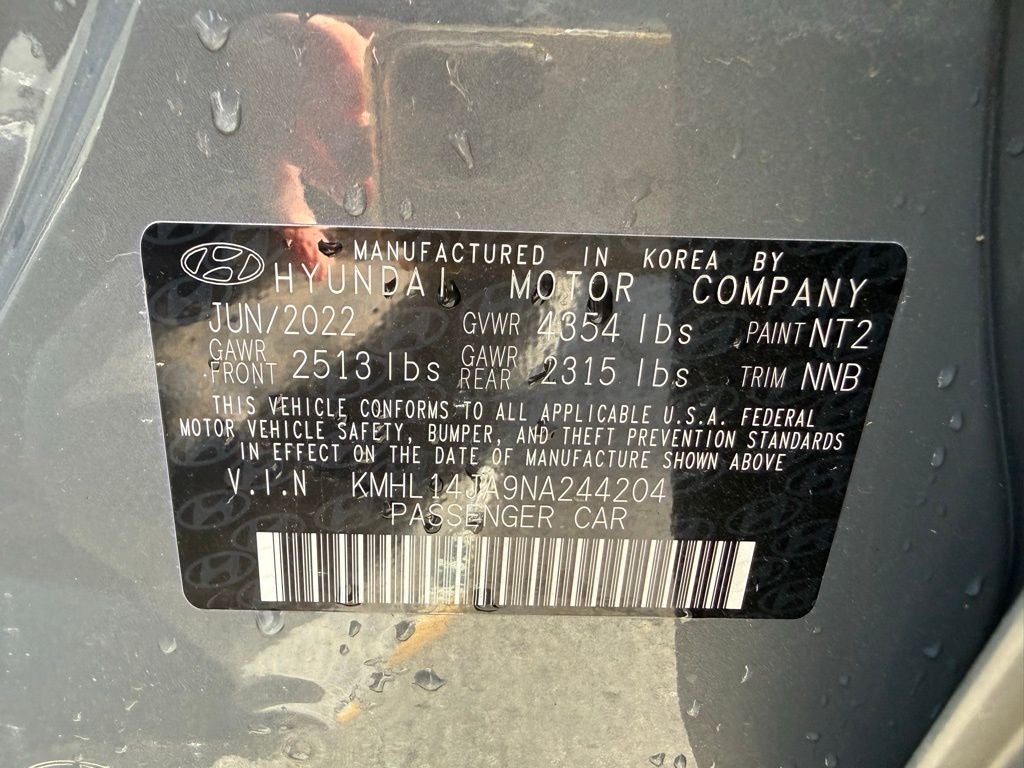 MANUFACTURED IN KOREA BY
HYUNDAI MOTOR COMPANY
JUN/2022 GVWR 4354 lbs PAINT NT2
GAWR FRONT 2513 lbs GAWR REAR 2315 lbs TRIM NNB
THIS VEHICLE CONFORMS TO ALL APPLICABLE U.S.A. FEDERAL
MOTOR VEHICLE SAFETY, BUMPER, AND THEFT PREVENTION STANDARDS
IN EFFECT ON THE DATE OF MANUFACTURE SHOWN ABOVE
V.I.N KMHL14JA9NA244204
PASSENGER CAR